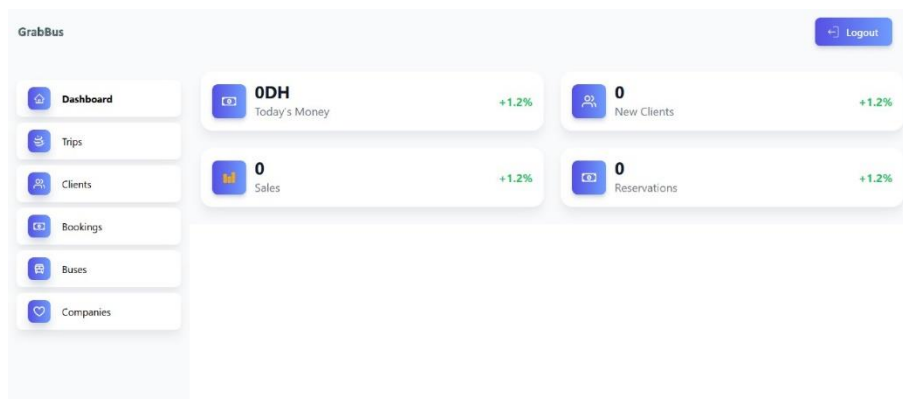 GrabBus
Logout
Dashboard
Trips
Clients
Bookings
Buses
Companies
0DH
Today's Money
+1.2%
0
New Clients
+1.2%
0
Sales
+1.2%
0
Reservations
+1.2%